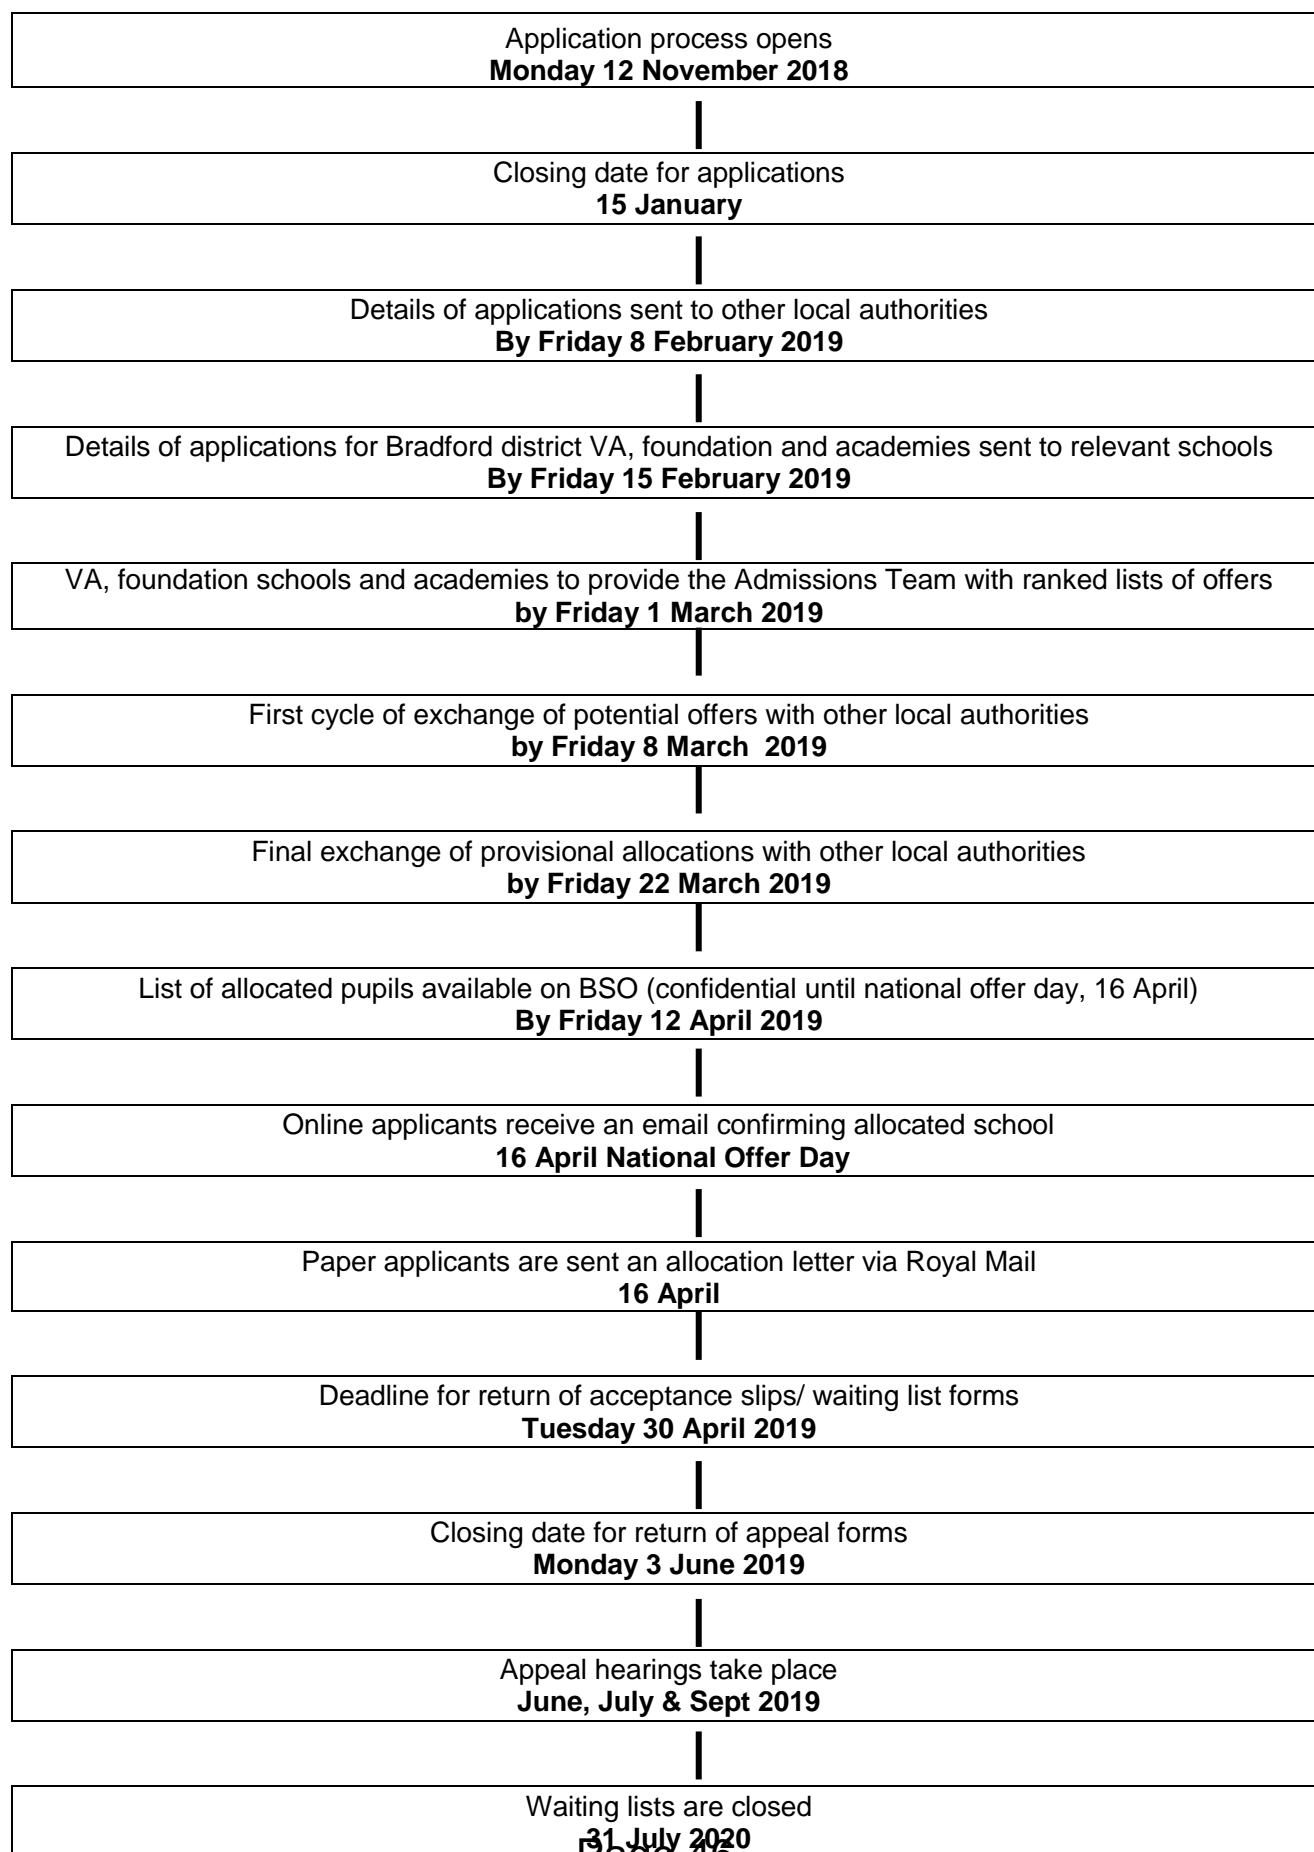 Application process opens
Monday 12 November 2018
Closing date for applications
15 January
Details of applications sent to other local authorities
By Friday 8 February 2019
Details of applications for Bradford district VA, foundation and academies sent to relevant schools
By Friday 15 February 2019
VA, foundation schools and academies to provide the Admissions Team with ranked lists of offers
by Friday 1 March 2019
First cycle of exchange of potential offers with other local authorities
by Friday 8 March  2019
Final exchange of provisional allocations with other local authorities
by Friday 22 March 2019
List of allocated pupils available on BSO (confidential until national offer day, 16 April)
By Friday 12 April 2019
Online applicants receive an email confirming allocated school
16 April National Offer Day
Paper applicants are sent an allocation letter via Royal Mail
16 April
Deadline for return of acceptance slips/ waiting list forms
Tuesday 30 April 2019
Closing date for return of appeal forms
Monday 3 June 2019
Appeal hearings take place
June, July & Sept 2019
Waiting lists are closed
31 July 2020
Page 46